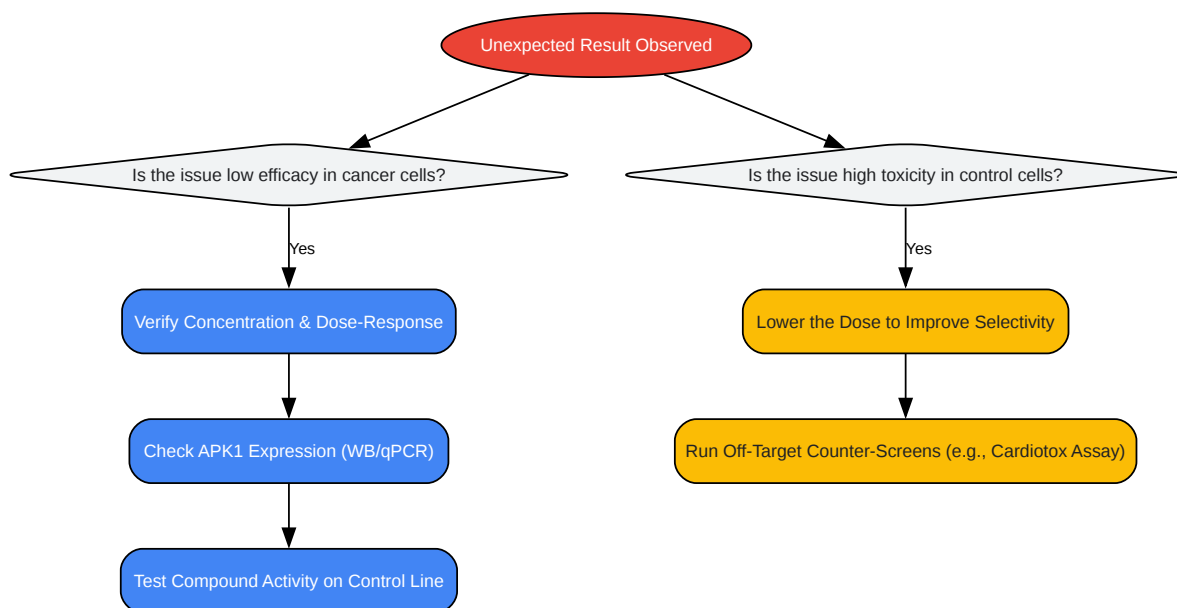 Unexpected Result Observed
Is the issue low efficacy in cancer cells?
Is the issue high toxicity in control cells?
Yes
Yes
Verify Concentration & Dose-Response
Lower the Dose to Improve Selectivity
Check APK1 Expression (WB/qPCR)
Run Off-Target Counter-Screens (e.g., Cardiotox Assay)
Test Compound Activity on Control Line